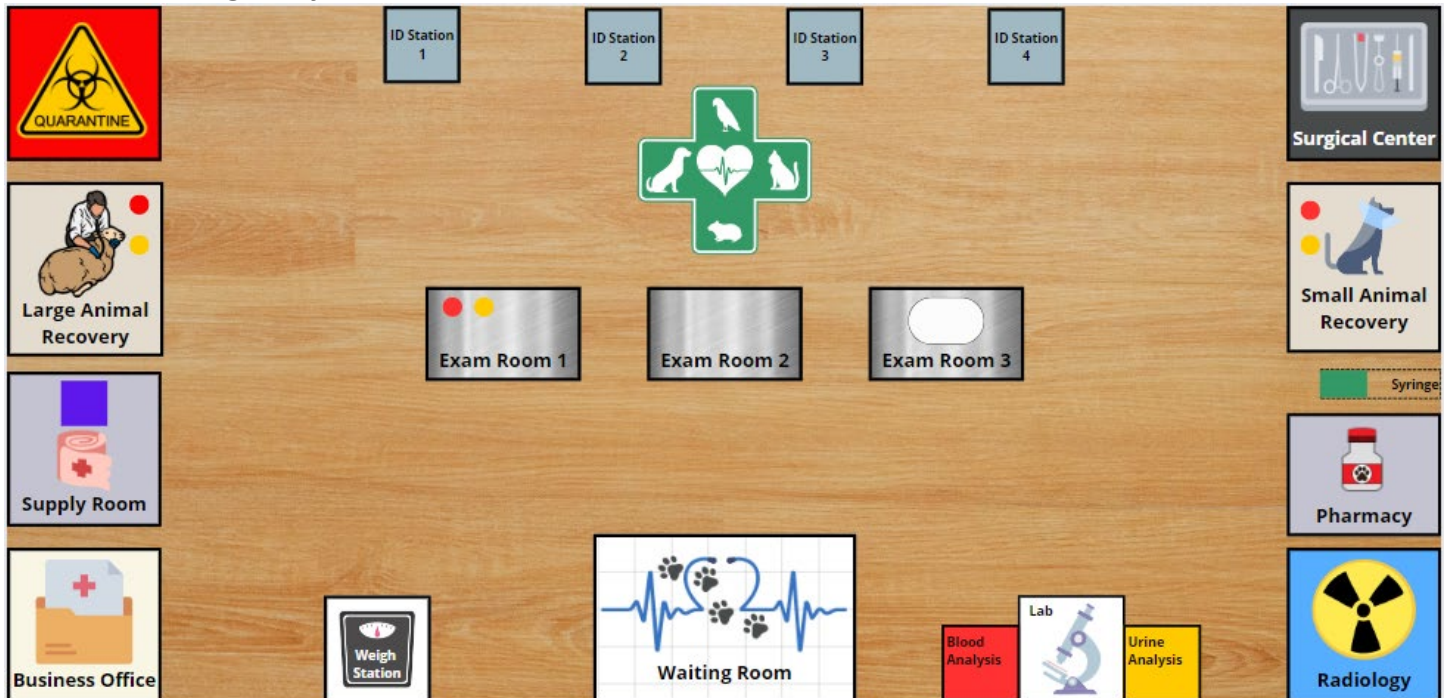 ID Station
1
ID Station
2
ID Station
3
ID Station
4
QUARANTINE
Surgical Center
Large Animal
Recovery
Small Animal
Recovery
Exam Room 1
Exam Room 2
Exam Room 3
Syringe
Supply Room
Pharmacy
Business Office
Weigh
Station
Waiting Room
Blood
Analysis
Lab
Urine
Analysis
Radiology